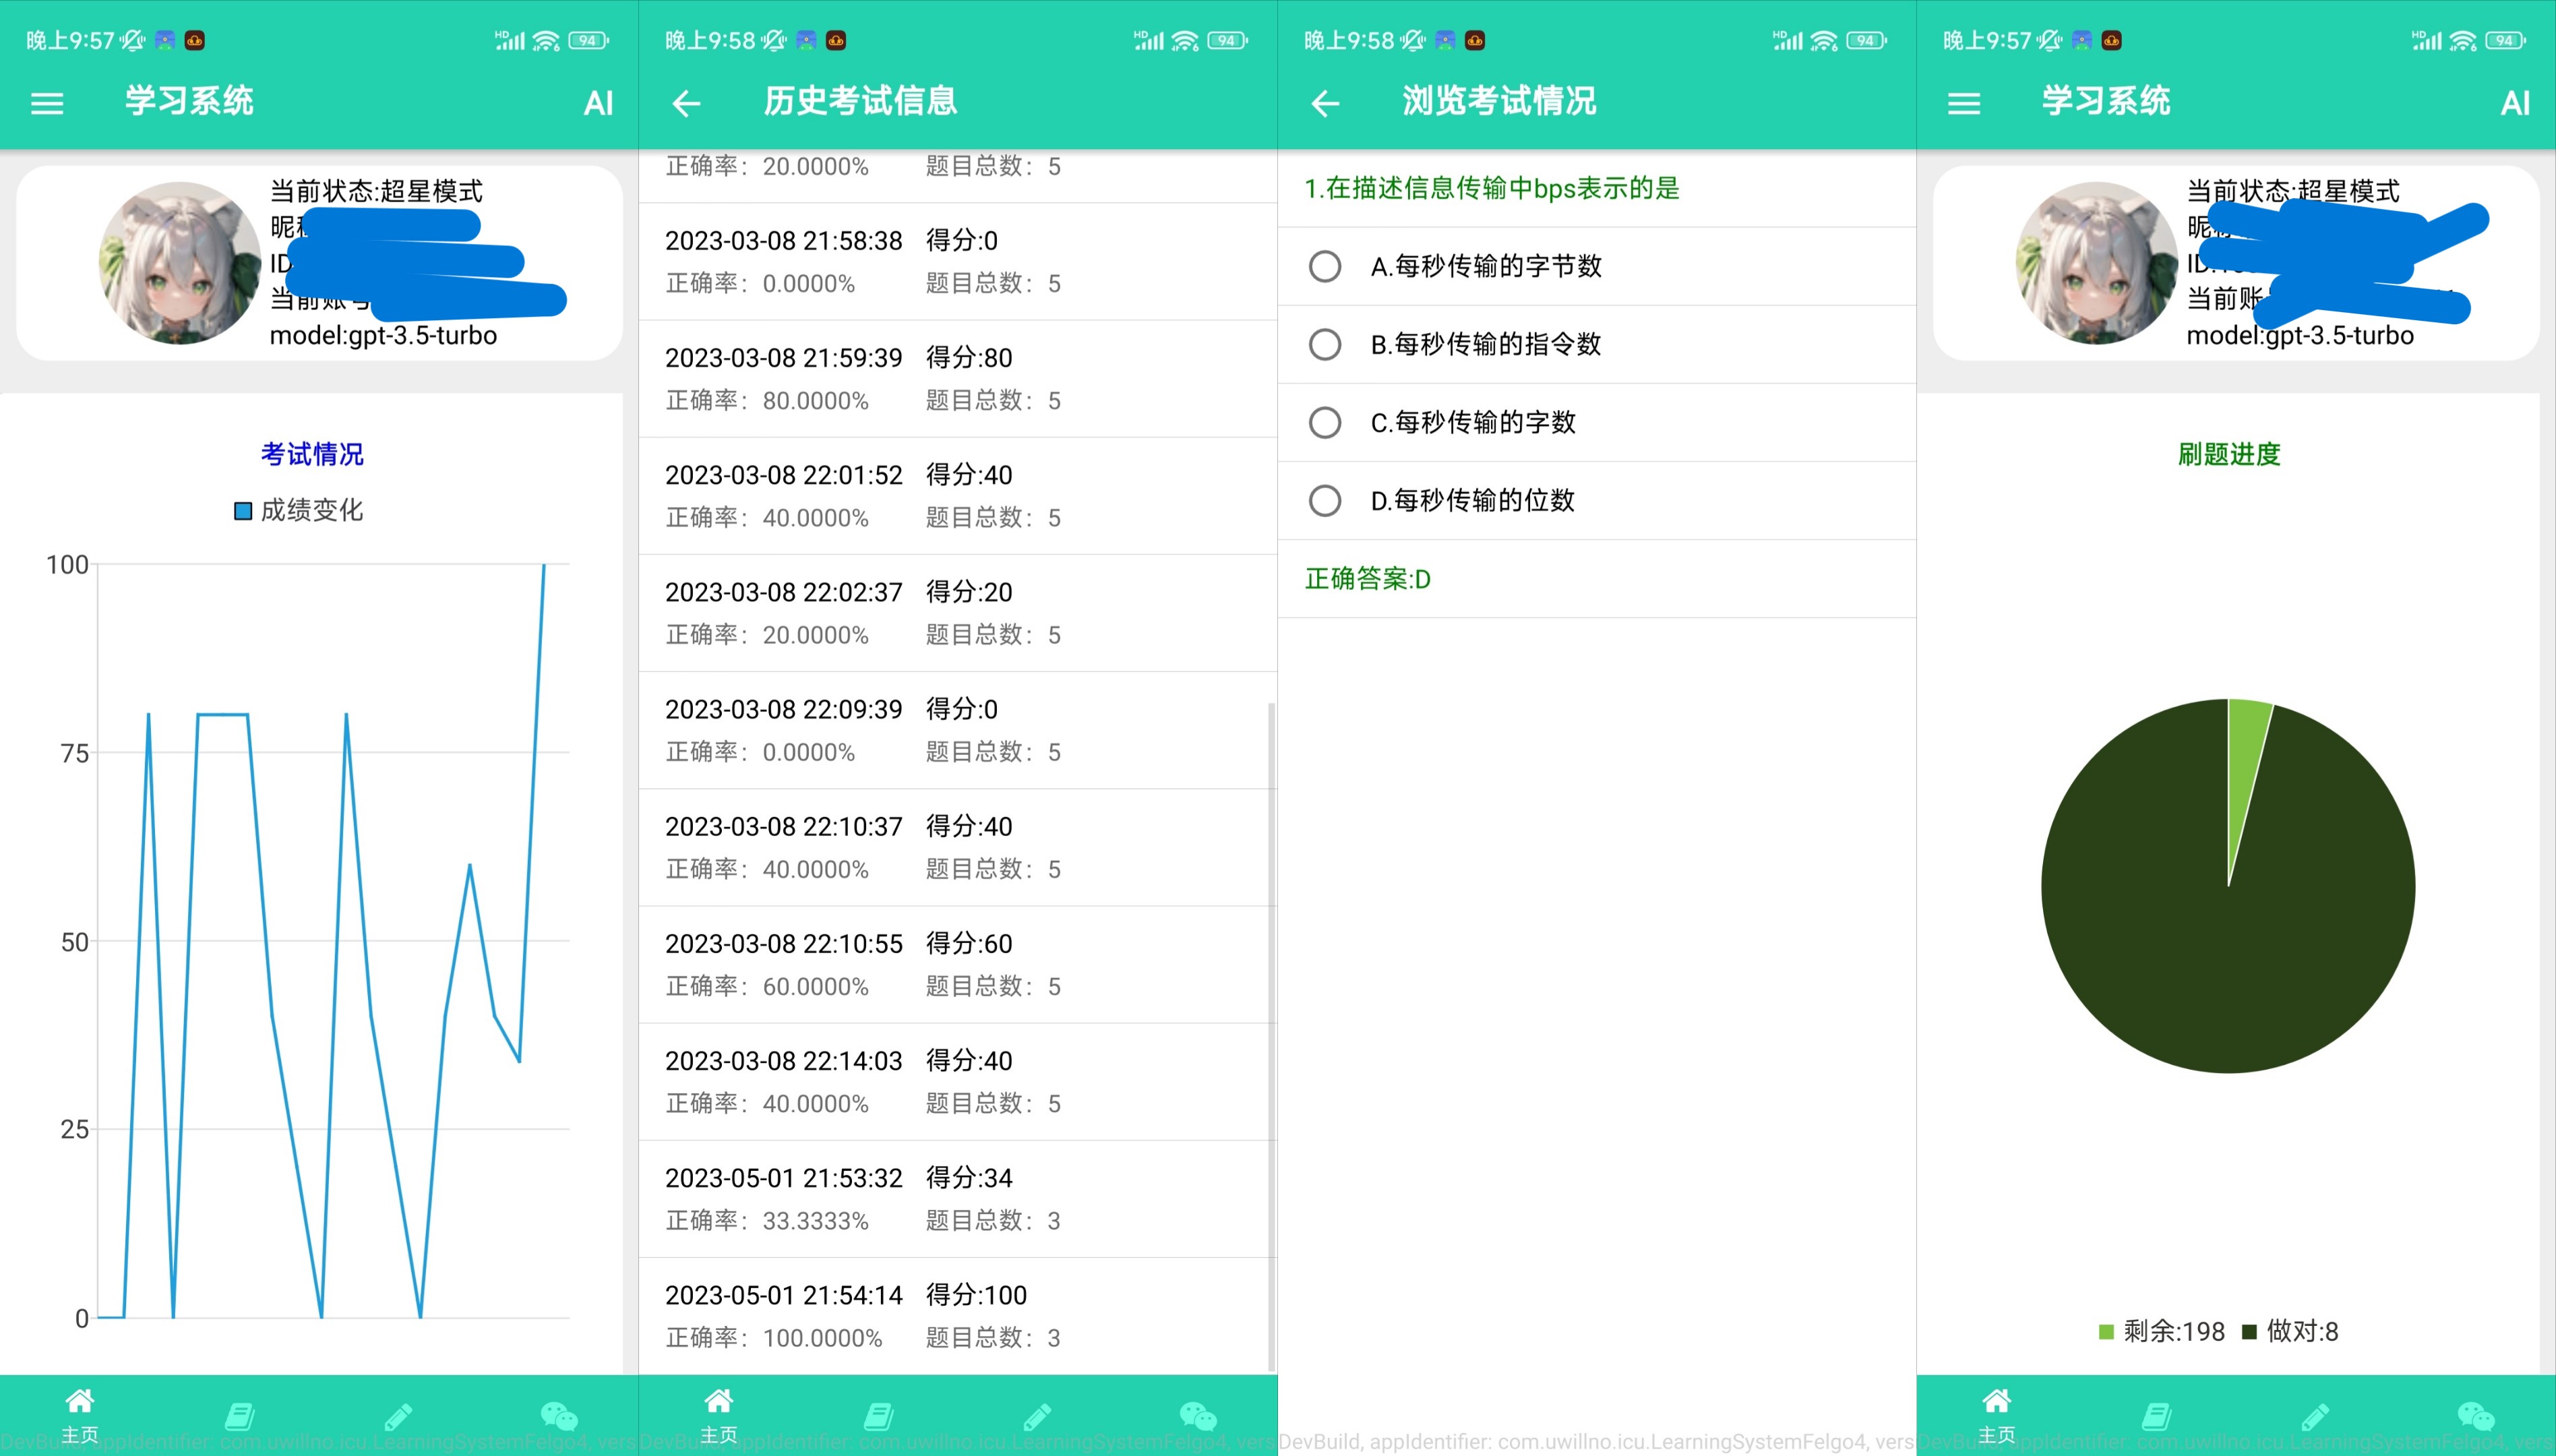 晚上9:57
HD
94
学习系统
AI
当前状态:超星模式
昵
ID
当前账号
model:gpt-3.5-turbo
考试情况
成绩变化
100
75
50
25
0
主页
DevBuild, appIdentifier: com.uwillno.icu.LearningSystemFelgo4, vers
晚上9:58
HD
94
历史考试信息
正确率: 20.0000% 题目总数: 5
2023-03-08 21:58:38 得分:0
正确率: 0.0000% 题目总数: 5
2023-03-08 21:59:39 得分:80
正确率: 80.0000% 题目总数: 5
2023-03-08 22:01:52 得分:40
正确率: 40.0000% 题目总数: 5
2023-03-08 22:02:37 得分:20
正确率: 20.0000% 题目总数: 5
2023-03-08 22:09:39 得分:0
正确率: 0.0000% 题目总数: 5
2023-03-08 22:10:37 得分:40
正确率: 40.0000% 题目总数: 5
2023-03-08 22:10:55 得分:60
正确率: 60.0000% 题目总数: 5
2023-03-08 22:14:03 得分:40
正确率: 40.0000% 题目总数: 5
2023-05-01 21:53:32 得分:34
正确率: 33.3333% 题目总数: 3
2023-05-01 21:54:14 得分:100
正确率: 100.0000% 题目总数: 3
主页
DevBuild, appIdentifier: com.uwillno.icu.LearningSystemFelgo4, vers
晚上9:58
HD
94
浏览考试情况
1.在描述信息传输中bps表示的是
A.每秒传输的字节数
B.每秒传输的指令数
C.每秒传输的字数
D.每秒传输的位数
正确答案:D
DevBuild, appIdentifier: com.uwillno.icu.LearningSystemFelgo4, vers
晚上9:57
HD
94
学习系统
AI
当前状态:超星模式
昵
ID:
当前账
model:gpt-3.5-turbo
刷题进度
剩余:198 做对:8
主页
DevBuild, appIdentifier: com.uwillno.icu.LearningSystemFelgo4, vers